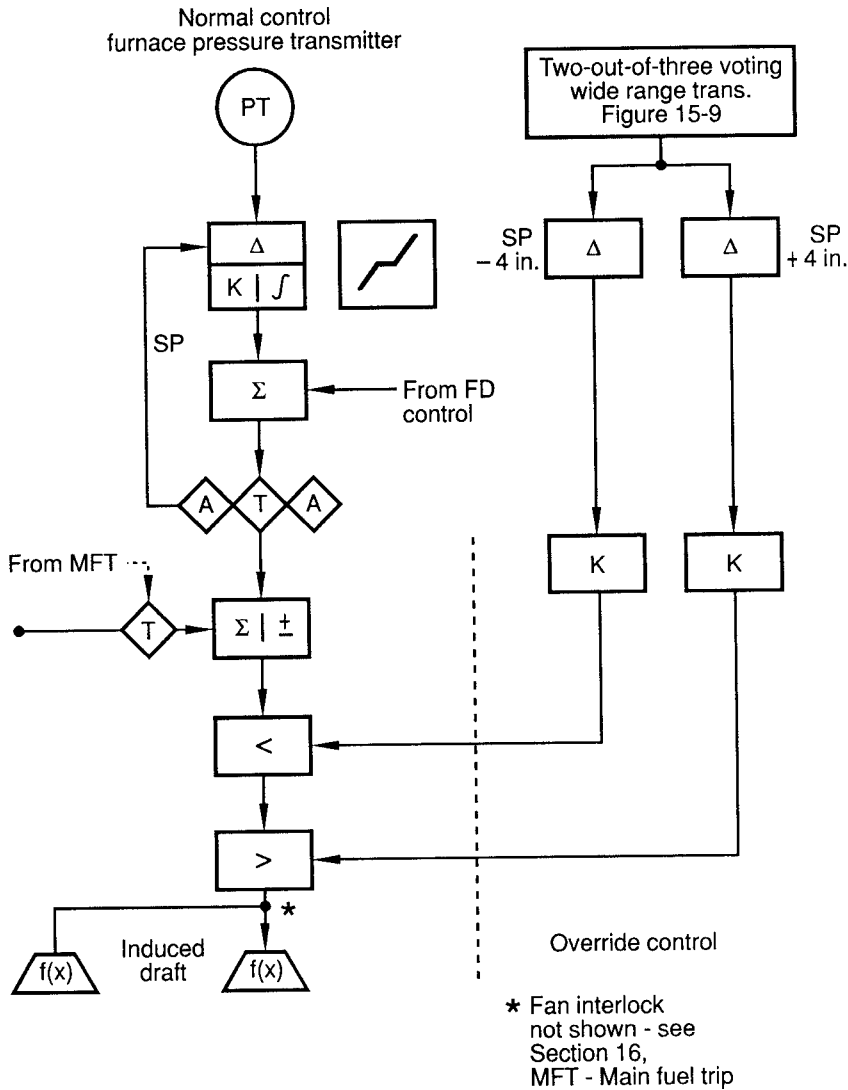 Normal control
furnace pressure transmitter
PT
Two-out-of-three voting
wide range trans.
Figure 15-9
Δ
K | ∫
SP
SP
– 4 in.
Δ
Δ
SP
+ 4 in.
Σ
From FD
control
A
T
A
From MFT
T
Σ | ±
K
K
<
>
*
Induced
draft
f(x)
f(x)
Override control
* Fan interlock
not shown - see
Section 16,
MFT - Main fuel trip